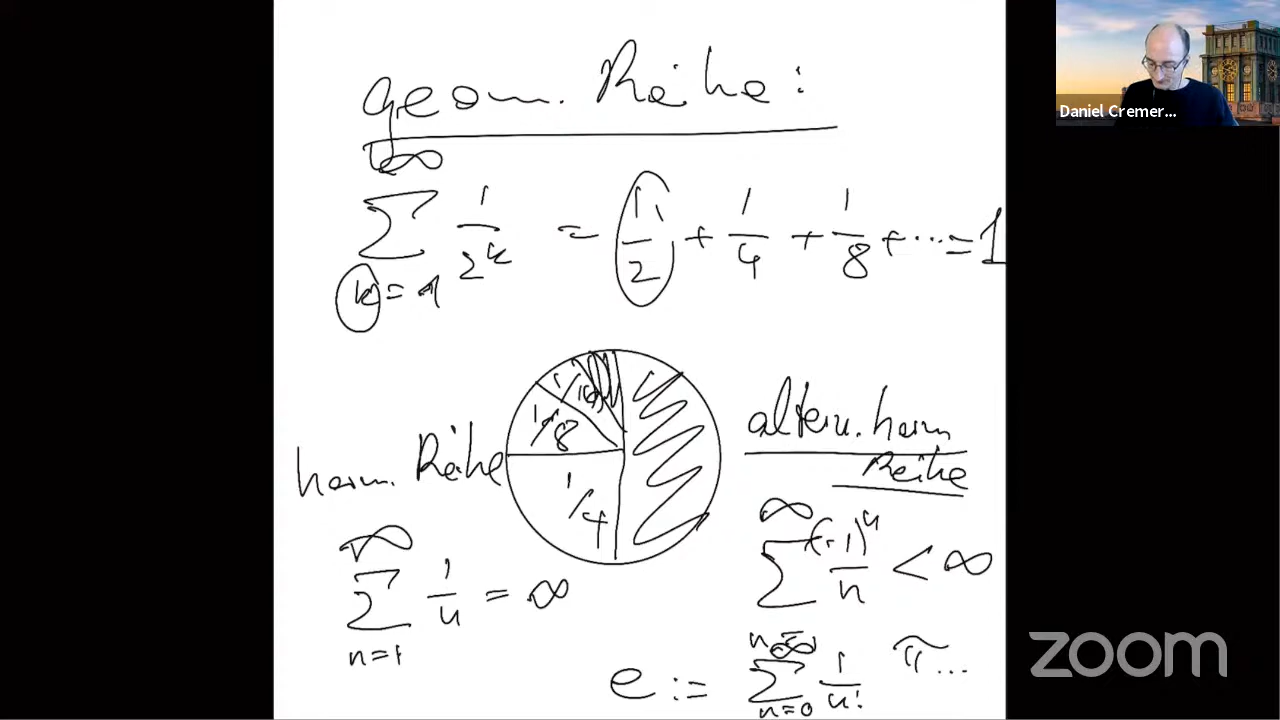 Daniel Cremer...
geom. Reihe:
∞
∑ 1/2^k = 1/2 + 1/4 + 1/8 + ... = 1
k=1
1/16
1/8
1/4
harm. Reihe
∞
∑ 1/n = ∞
n=1
altern. harm
Reihe
∞
∑ (-1)^n/n < ∞
n=1
∞
e := ∑ 1/n!
n=0
π...
zoom